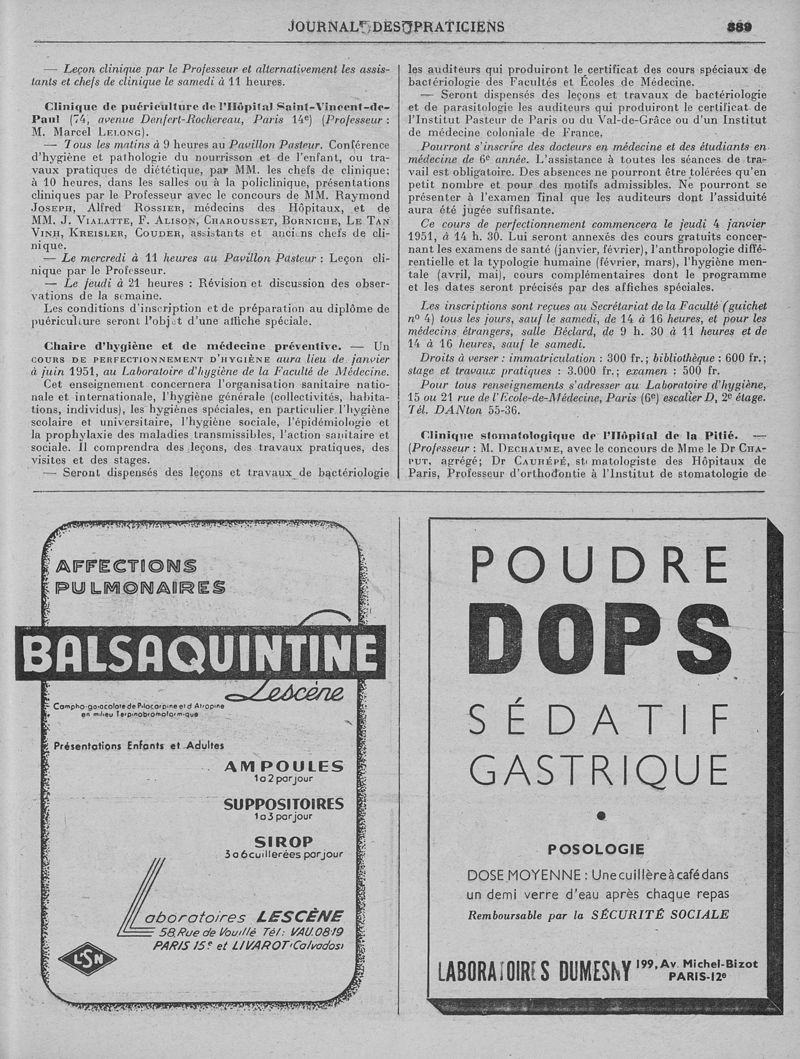 JOURNAL DES PRATICIENS 889
— Leçon clinique par le Professeur et alternativement les assis-
tants et chefs de clinique le samedi à 11 heures.
Clinique de puériculture de l'Hôpital Saint-Vincent-de-
Paul (74, avenue Denfert-Rochereau, Paris 14e) (Professeur :
M. Marcel LELONG).
— Tous les matins à 9 heures au Pavillon Pasteur. Conférence
d'hygiène et pathologie du nourrisson et de l'enfant, ou tra-
vaux pratiques de diététique, par MM. les chefs de clinique;
à 10 heures, dans les salles ou à la policlinique, présentations
cliniques par le Professeur avec le concours de MM. Raymond
JOSEPH, Alfred ROSSIER, médecins des Hôpitaux, et de
MM. J. VIALATTE, F. ALISON, CHAROUSSET, BORNICHE, LE TAN
VINH, KREISLER, COUDER, assistants et anciens chefs de cli-
nique.
— Le mercredi à 11 heures au Pavillon Pasteur : Leçon cli-
nique par le Professeur.
— Le jeudi à 21 heures : Révision et discussion des obser-
vations de la semaine.
Les conditions d'inscription et de préparation au diplôme de
puériculture seront l'objet d'une affiche spéciale.
Chaire d'hygiène et de médecine préventive. — Un
COURS DE PERFECTIONNEMENT D'HYGIÈNE aura lieu de janvier
à juin 1951, au Laboratoire d'hygiène de la Faculté de Médecine.
Cet enseignement concernera l'organisation sanitaire natio-
nale et internationale, l'hygiène générale (collectivités, habita-
tions, individus), les hygiènes spéciales, en particulier l'hygiène
scolaire et universitaire, l'hygiène sociale, l'épidémiologie et
la prophylaxie des maladies transmissibles, l'action sanitaire et
sociale. Il comprendra des leçons, des travaux pratiques, des
visites et des stages.
— Seront dispensés des leçons et travaux de bactériologie
les auditeurs qui produiront le certificat des cours spéciaux de
bactériologie des Facultés et Écoles de Médecine.
— Seront dispensés des leçons et travaux de bactériologie
et de parasitologie les auditeurs qui produiront le certificat de
l'Institut Pasteur de Paris ou du Val-de-Grâce ou d'un Institut
de médecine coloniale de France.
Pourront s'inscrire des docteurs en médecine et des étudiants en
médecine de 6e année. L'assistance à toutes les séances de tra-
vail est obligatoire. Des absences ne pourront être tolérées qu'en
petit nombre et pour des motifs admissibles. Ne pourront se
présenter à l'examen final que les auditeurs dont l'assiduité
aura été jugée suffisante.
Ce cours de perfectionnement commencera le jeudi 4 janvier
1951, à 14 h. 30. Lui seront annexés des cours gratuits concer-
nant les examens de santé (janvier, février), l'anthropologie diffé-
rentielle et la typologie humaine (février, mars), l'hygiène men-
tale (avril, mai), cours complémentaires dont le programme
et les dates seront précisés par des affiches spéciales.
Les inscriptions sont reçues au Secrétariat de la Faculté (guichet
n° 4) tous les jours, sauf le samedi, de 14 à 16 heures, et pour les
médecins étrangers, salle Béclard, de 9 h. 30 à 11 heures et de
14 à 16 heures, sauf le samedi.
Droits à verser : immatriculation : 300 fr.; bibliothèque : 600 fr.;
stage et travaux pratiques : 3.000 fr.; examen : 500 fr.
Pour tous renseignements s'adresser au Laboratoire d'hygiène,
15 ou 21 rue de l'Ecole-de-Médecine, Paris (6e) escalier D, 2e étage.
Tél. DANton 55-36.
Clinique stomatologique de l'Hôpital de la Pitié. —
(Professeur : M. DECHAUME, avec le concours de Mme le Dr CHA-
PUT, agrégé; Dr CAUHÉPÉ, stomatologiste des Hôpitaux de
Paris, Professeur d'orthodontie à l'Institut de stomatologie de
AFFECTIONS
PULMONAIRES
BALSAQUINTINE
Lescène
Campho-gaïacolate de Pilocarpine et d'Atropine
en milieu Terpinobromoformique
Présentations Enfants et Adultes
AMPOULES
1 a 2 par jour
SUPPOSITOIRES
1 a 3 par jour
SIROP
3 a 6 cuillerées par jour
Laboratoires LESCÈNE
58, Rue de Vouillé Tél: VAU.08-19
PARIS 15e et LIVAROT (Calvados)
LSN
POUDRE
DOPS
SÉDATIF
GASTRIQUE
POSOLOGIE
DOSE MOYENNE : Une cuillère à café dans
un demi verre d'eau après chaque repas
Remboursable par la SÉCURITÉ SOCIALE
LABORATOIRES DUMESNY 199, Av. Michel-Bizot
PARIS-12e